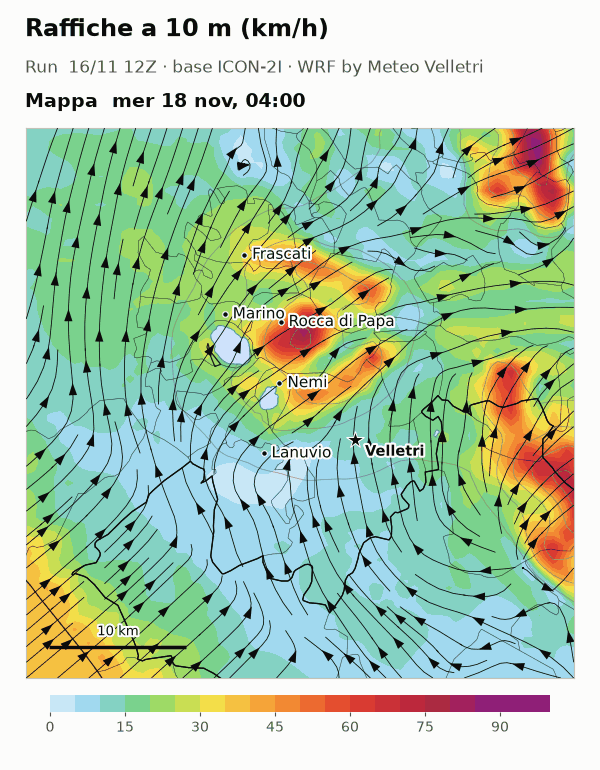 Raffiche a 10 m (km/h)
Run  16/11 12Z · base ICON-2I · WRF by Meteo Velletri
Mappa  mer 18 nov, 04:00
Frascati
Marino
Rocca di Papa
Nemi
Lanuvio
Velletri
10 km
0 15 30 45 60 75 90